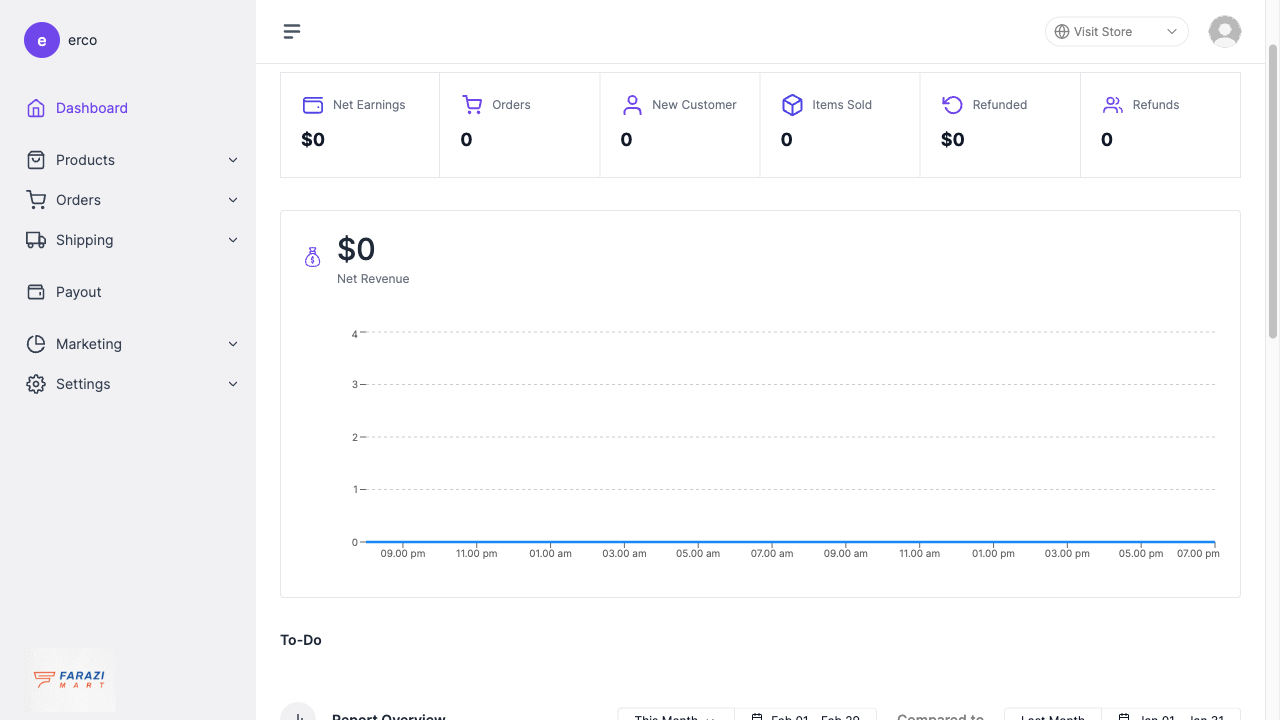 e erco
Visit Store
Dashboard
Products
Orders
Shipping
Payout
Marketing
Settings
FARAZI
MART
Net Earnings
$0
Orders
0
New Customer
0
Items Sold
0
Refunded
$0
Refunds
0
$0
Net Revenue
4
3
2
1
0
09.00 pm 11.00 pm 01.00 am 03.00 am 05.00 am 07.00 am 09.00 am 11.00 am 01.00 pm 03.00 pm 05.00 pm 07.00 pm
To-Do
Report Overview This Month Feb 01 - Feb 29 Compared to Last Month Jan 01 - Jan 31